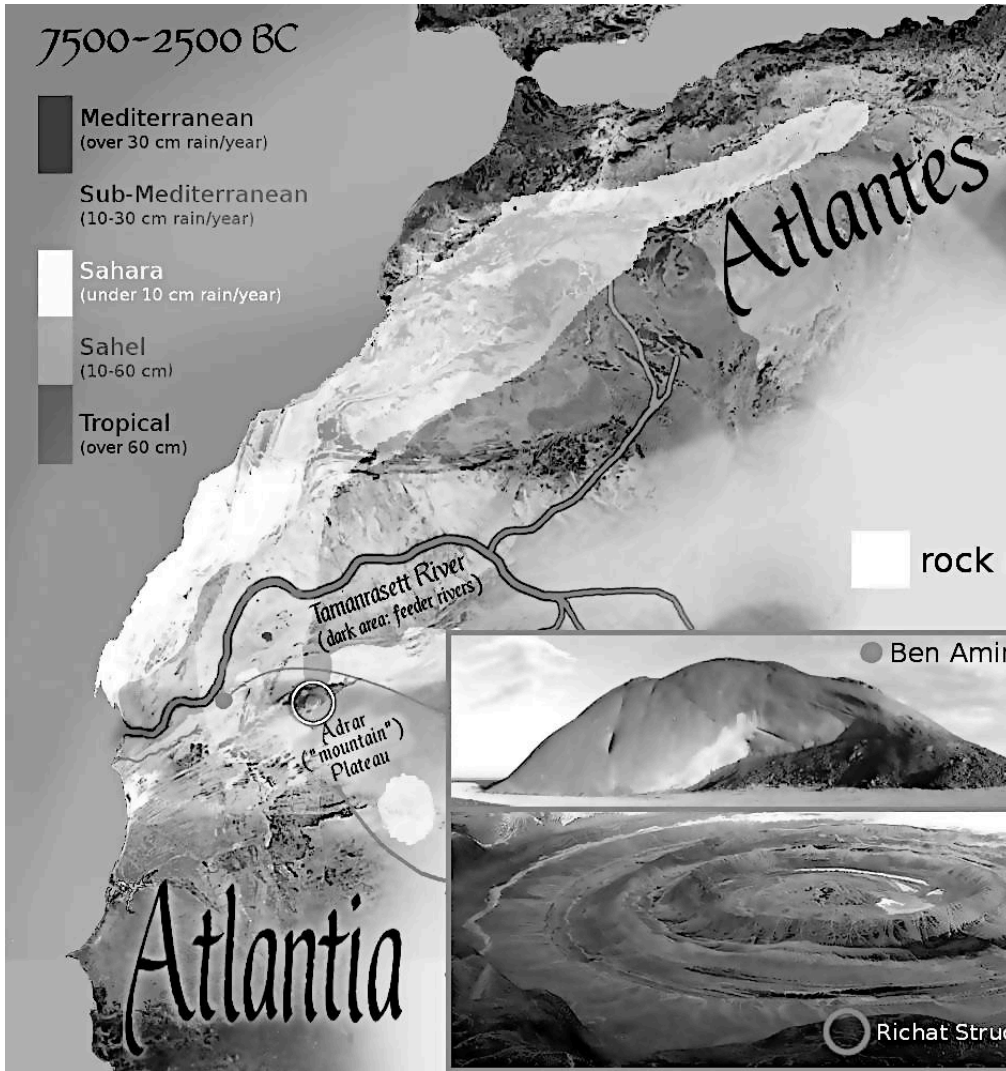 7500-2500 BC
Mediterranean
(over 30 cm rain/year)
Sub-Mediterranean
(10-30 cm rain/year)
Sahara
(under 10 cm rain/year)
Sahel
(10-60 cm)
Tropical
(over 60 cm)
Atlantes
rock
Tamanrasett River
(dark area: feeder rivers)
Adrar
("mountain")
Plateau
Ben Amir
Atlantia
Richat Struc